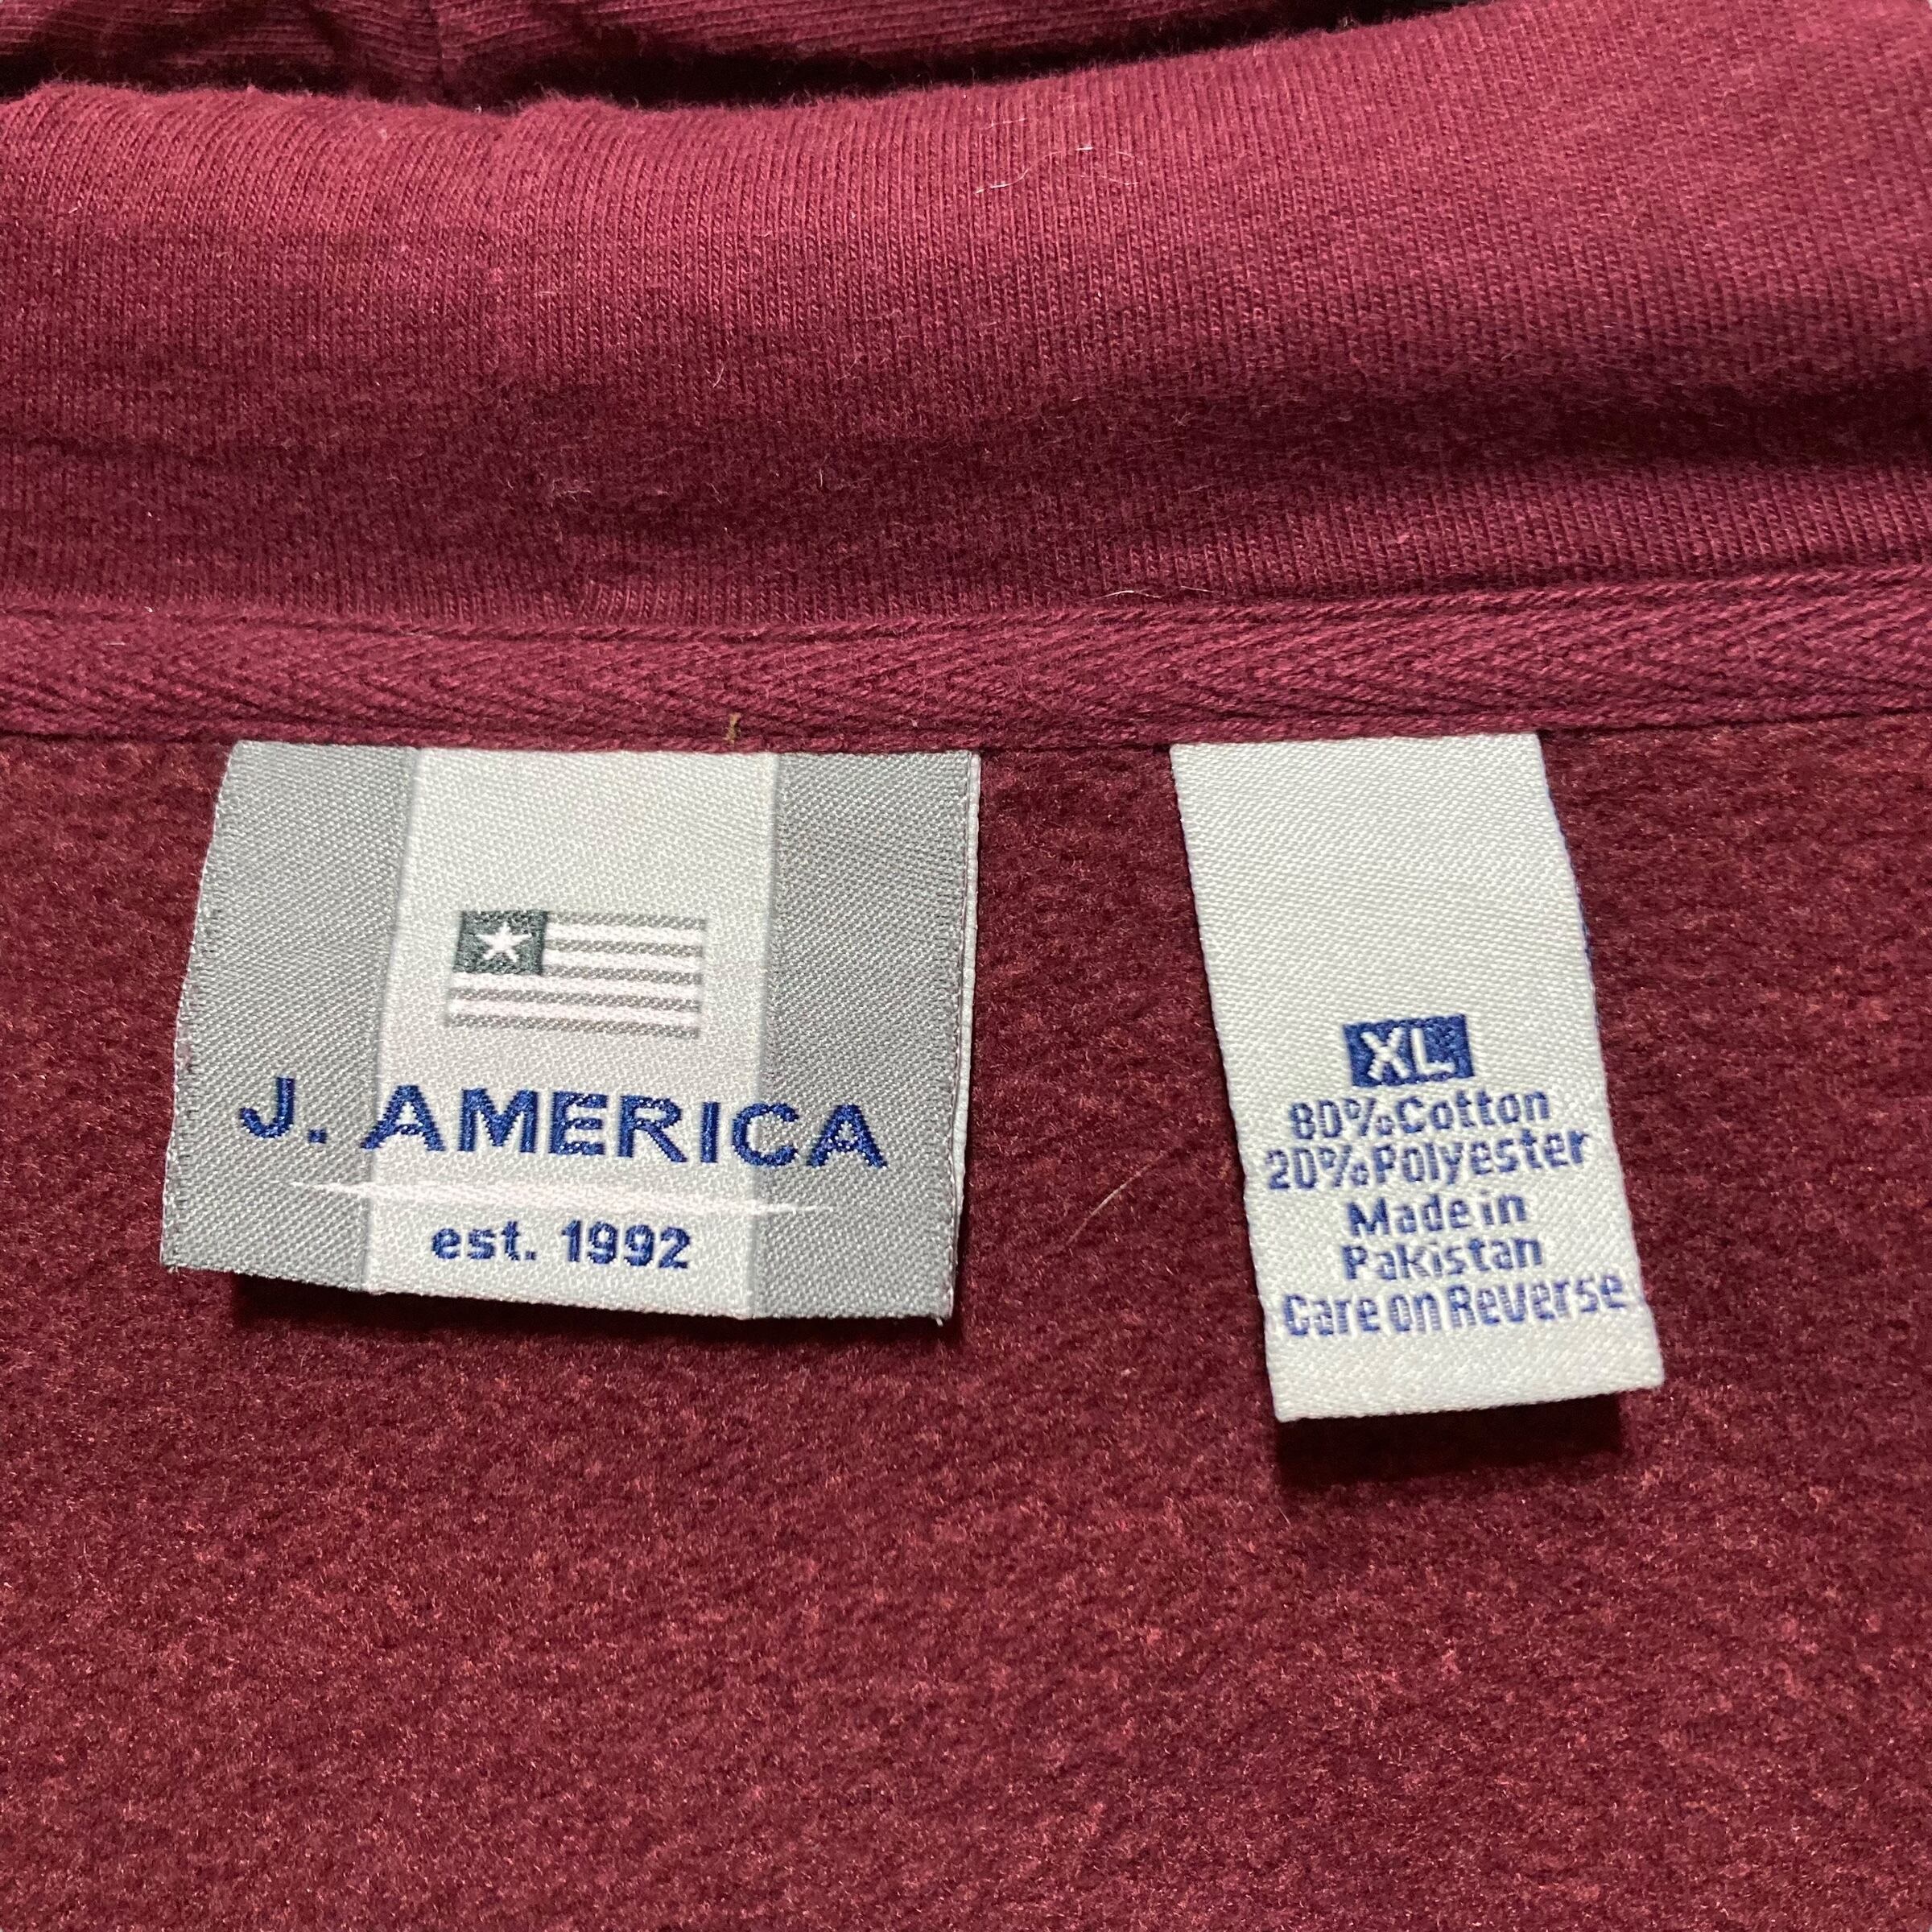 J. AMERICA
est. 1992
XL
80%Cotton
20%Polyester
Made in
Pakistan
Care on Reverse